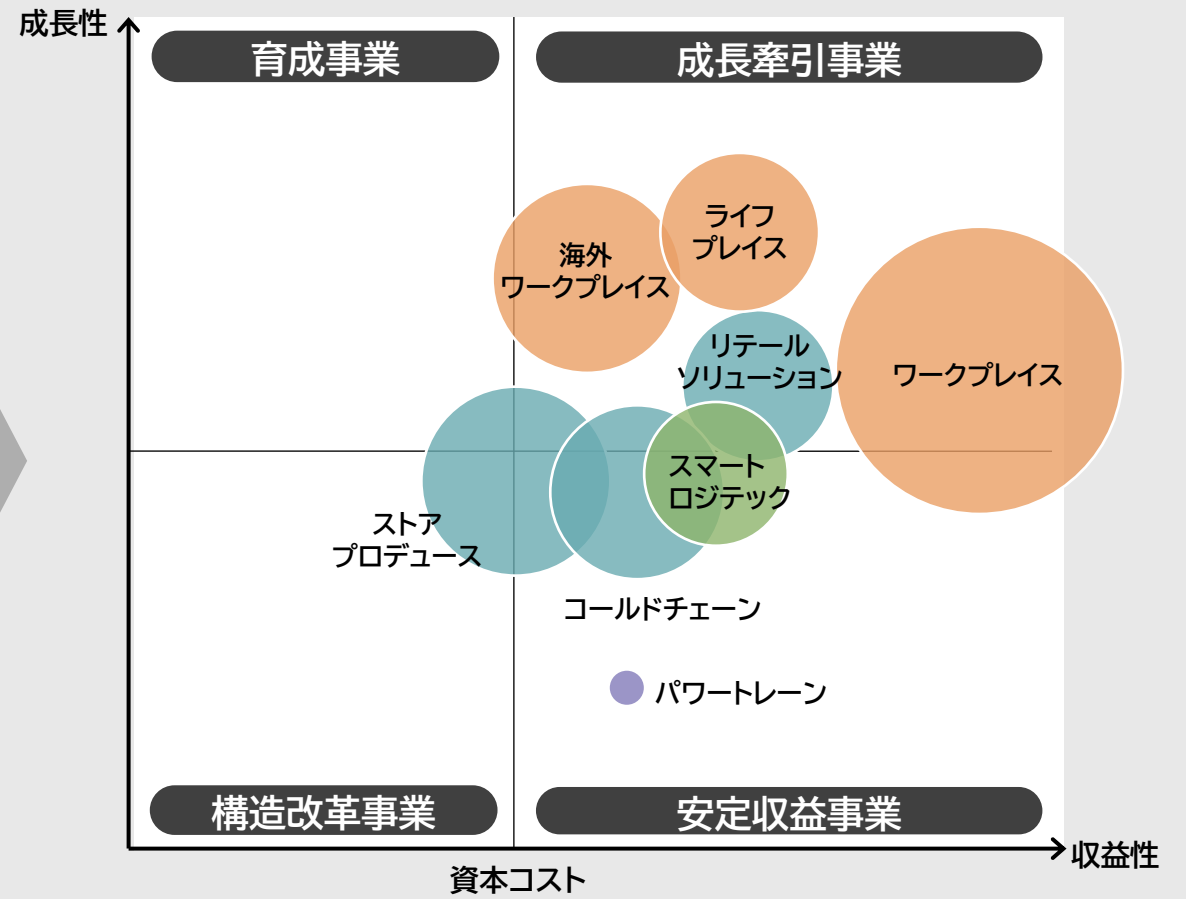 成長性
育成事業
成長牽引事業
ライフ
プレイス
海外
ワークプレイス
リテール
ソリューション
ワークプレイス
スマート
ロジテック
ストア
プロデュース
コールドチェーン
パワートレーン
構造改革事業
安定収益事業
収益性
資本コスト